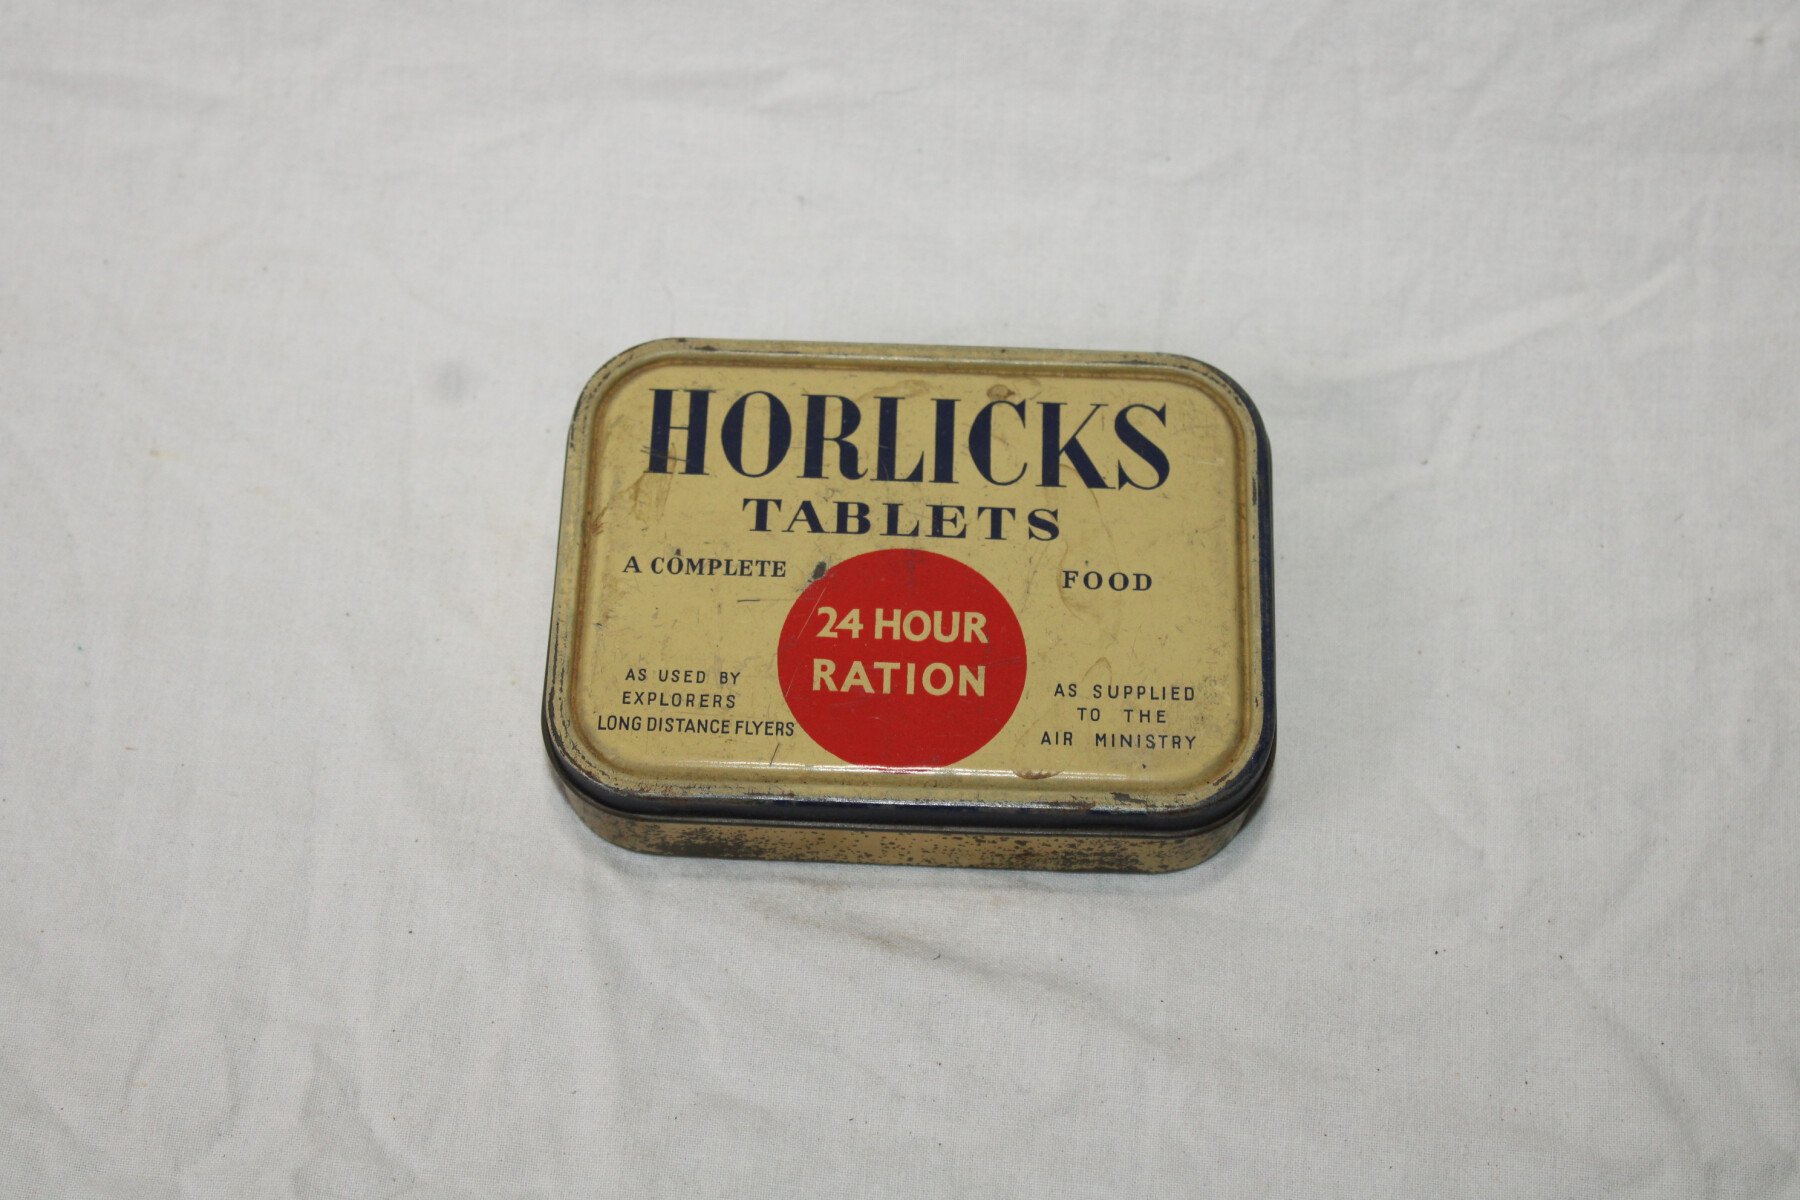 HORLICKS
TABLETS
A COMPLETE FOOD
24 HOUR
RATION
AS USED BY
EXPLORERS
LONG DISTANCE FLYERS
AS SUPPLIED
TO THE
AIR MINISTRY